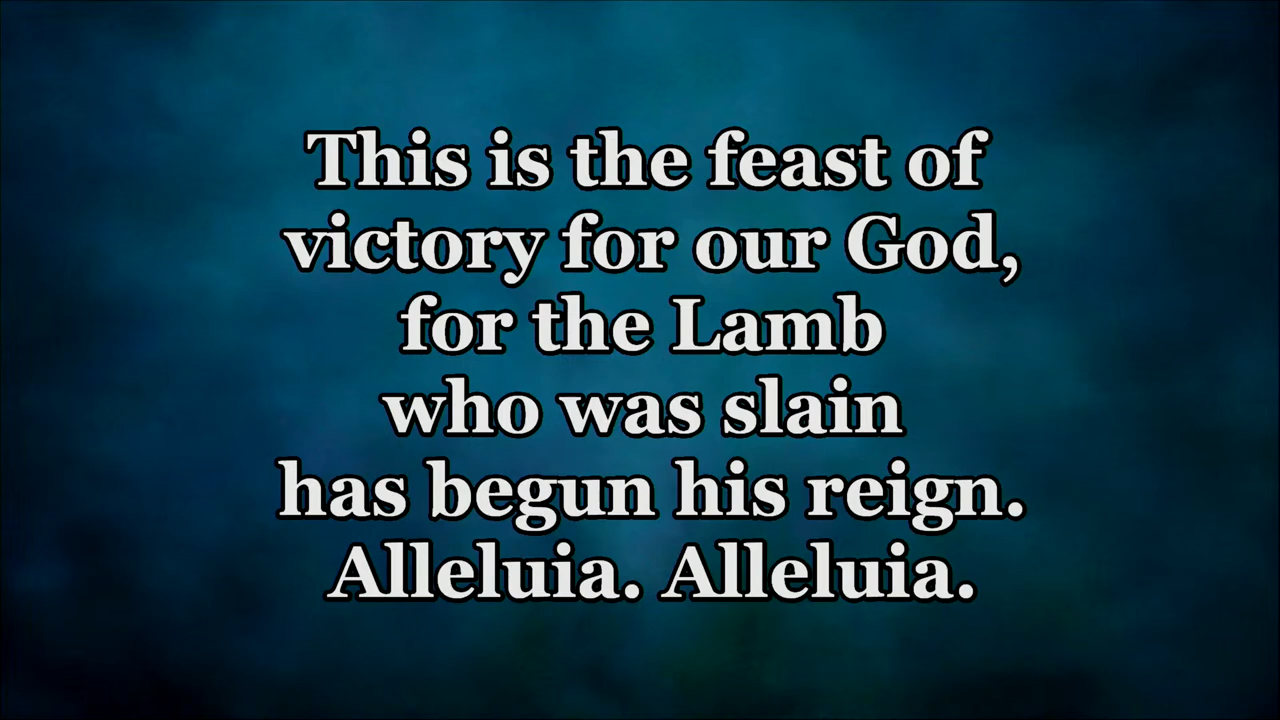 This is the feast of
victory for our God,
for the Lamb
who was slain
has begun his reign.
Alleluia. Alleluia.